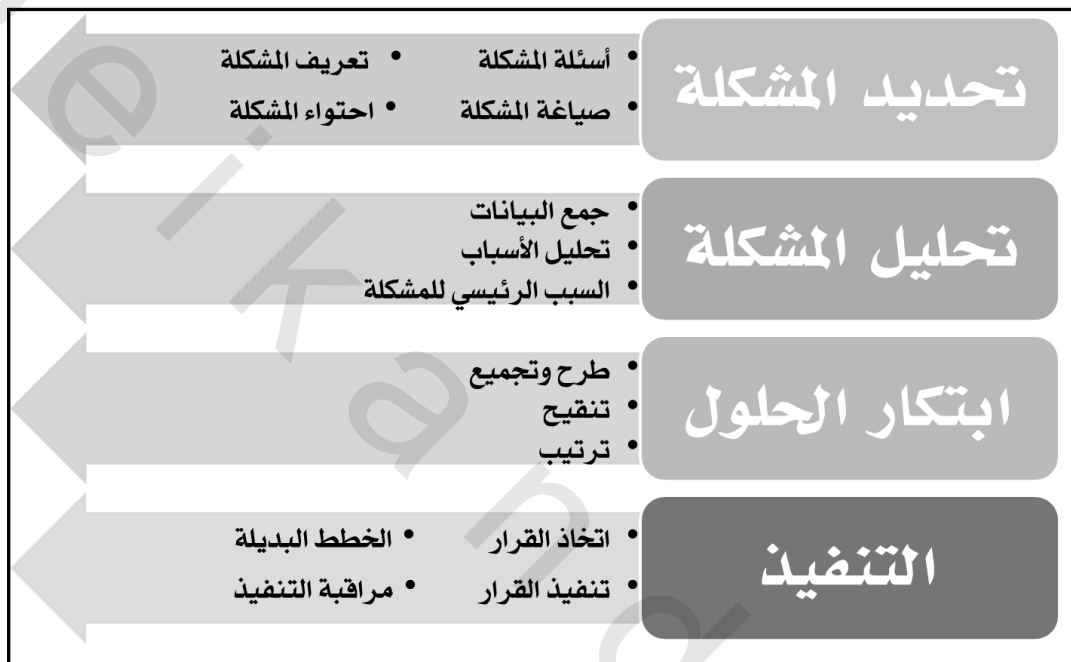 تحديد المشكلة
• أسئلة المشكلة • تعريف المشكلة
• صياغة المشكلة • احتواء المشكلة
تحليل المشكلة
• جمع البيانات
• تحليل الأسباب
• السبب الرئيسي للمشكلة
ابتكار الحلول
• طرح وتجميع
• تنقيح
• ترتيب
التنفيذ
• اتخاذ القرار • الخطط البديلة
• تنفيذ القرار • مراقبة التنفيذ
e i k a n d